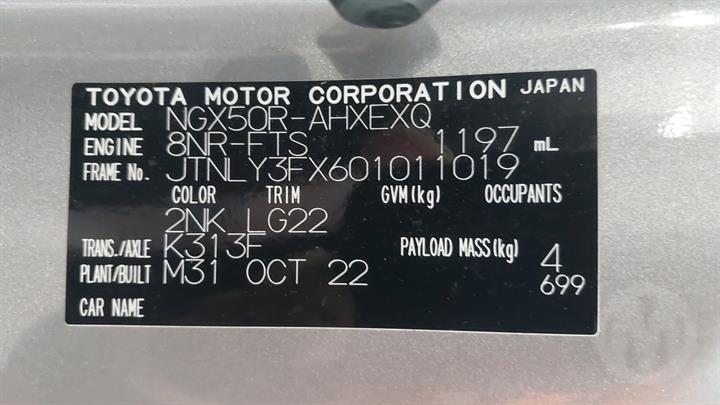 TOYOTA MOTOR CORPORATION JAPAN
MODEL NGX50R-AHXEXQ
ENGINE 8NR-FTS 1197 mL
FRAME No. JTNLY3FX601011019
COLOR TRIM GVM(kg) OCCUPANTS
2NK LG22
TRANS./AXLE K313F PAYLOAD MASS(kg) 4
PLANT/BUILT M31 OCT 22 699
CAR NAME